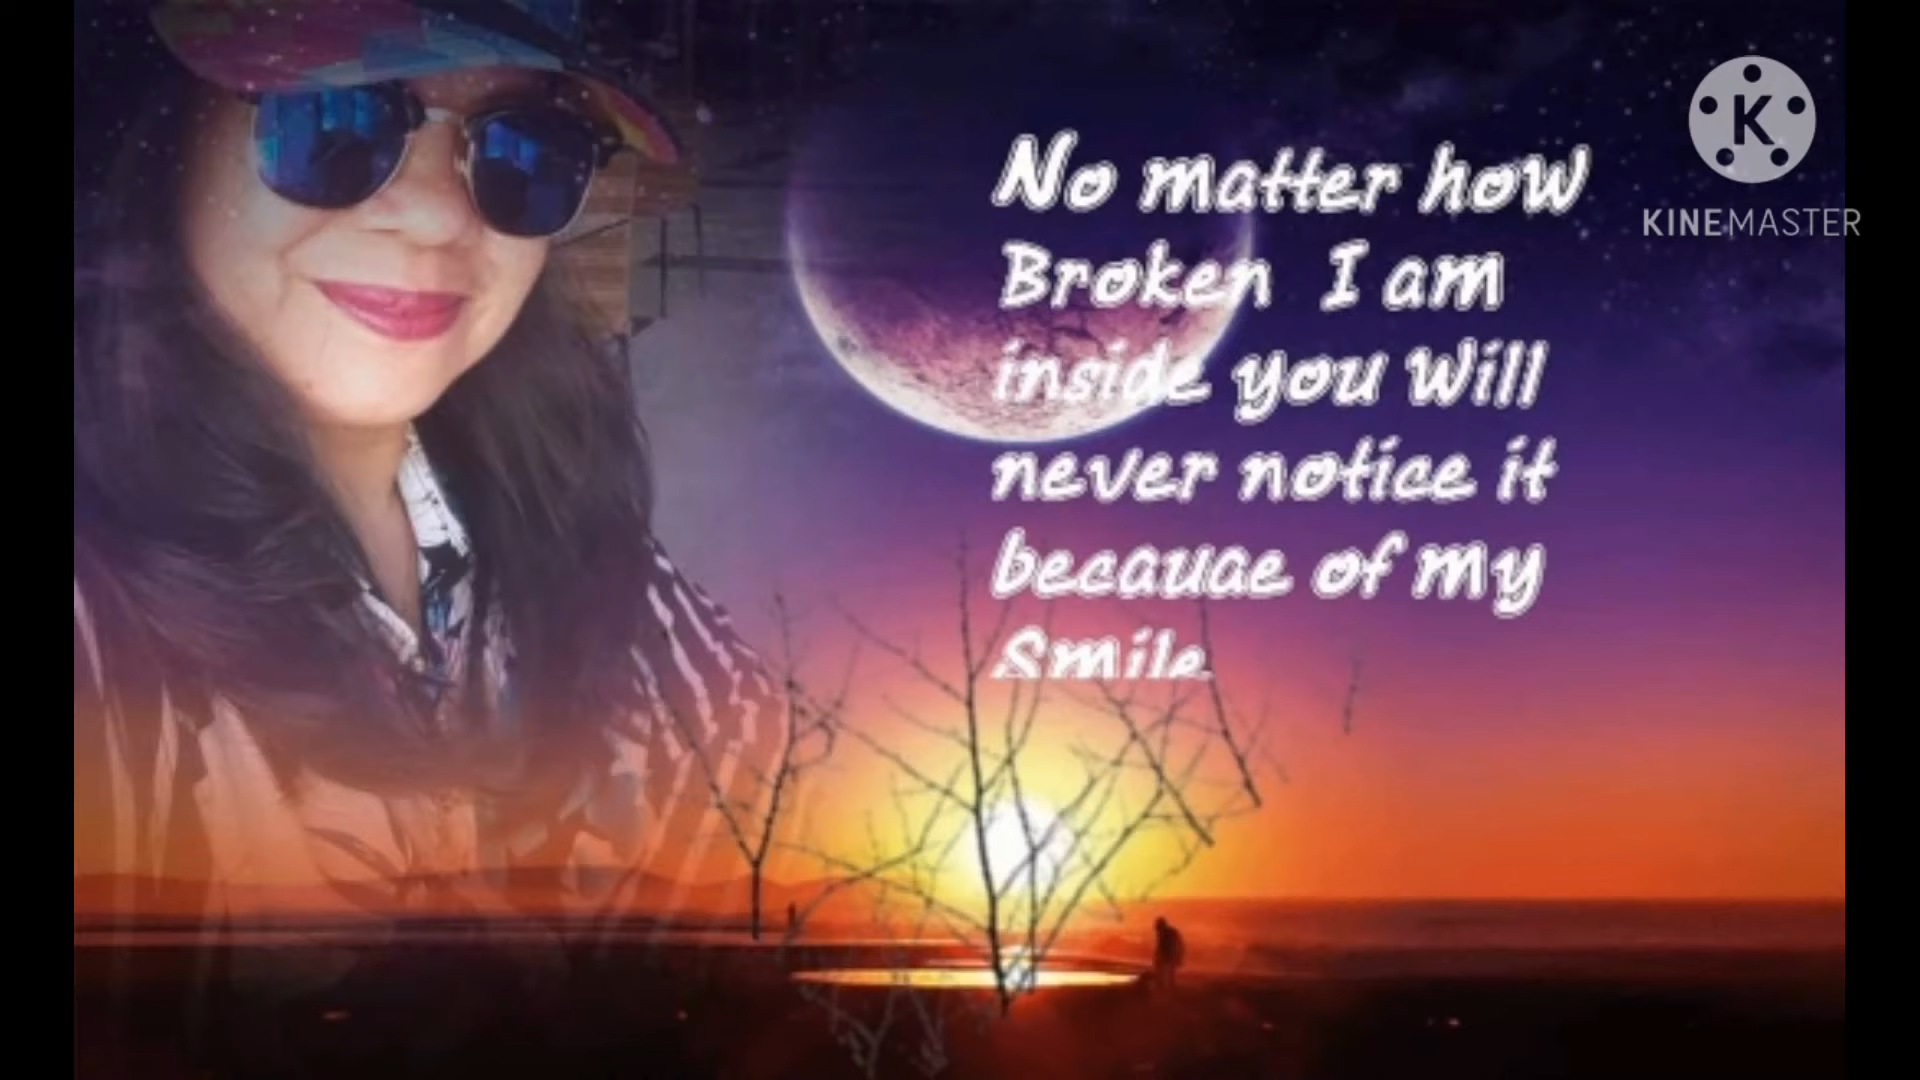 No matter how
Broken I am
inside you Will
never notice it
becauae of my
Smile
K
KINEMASTER